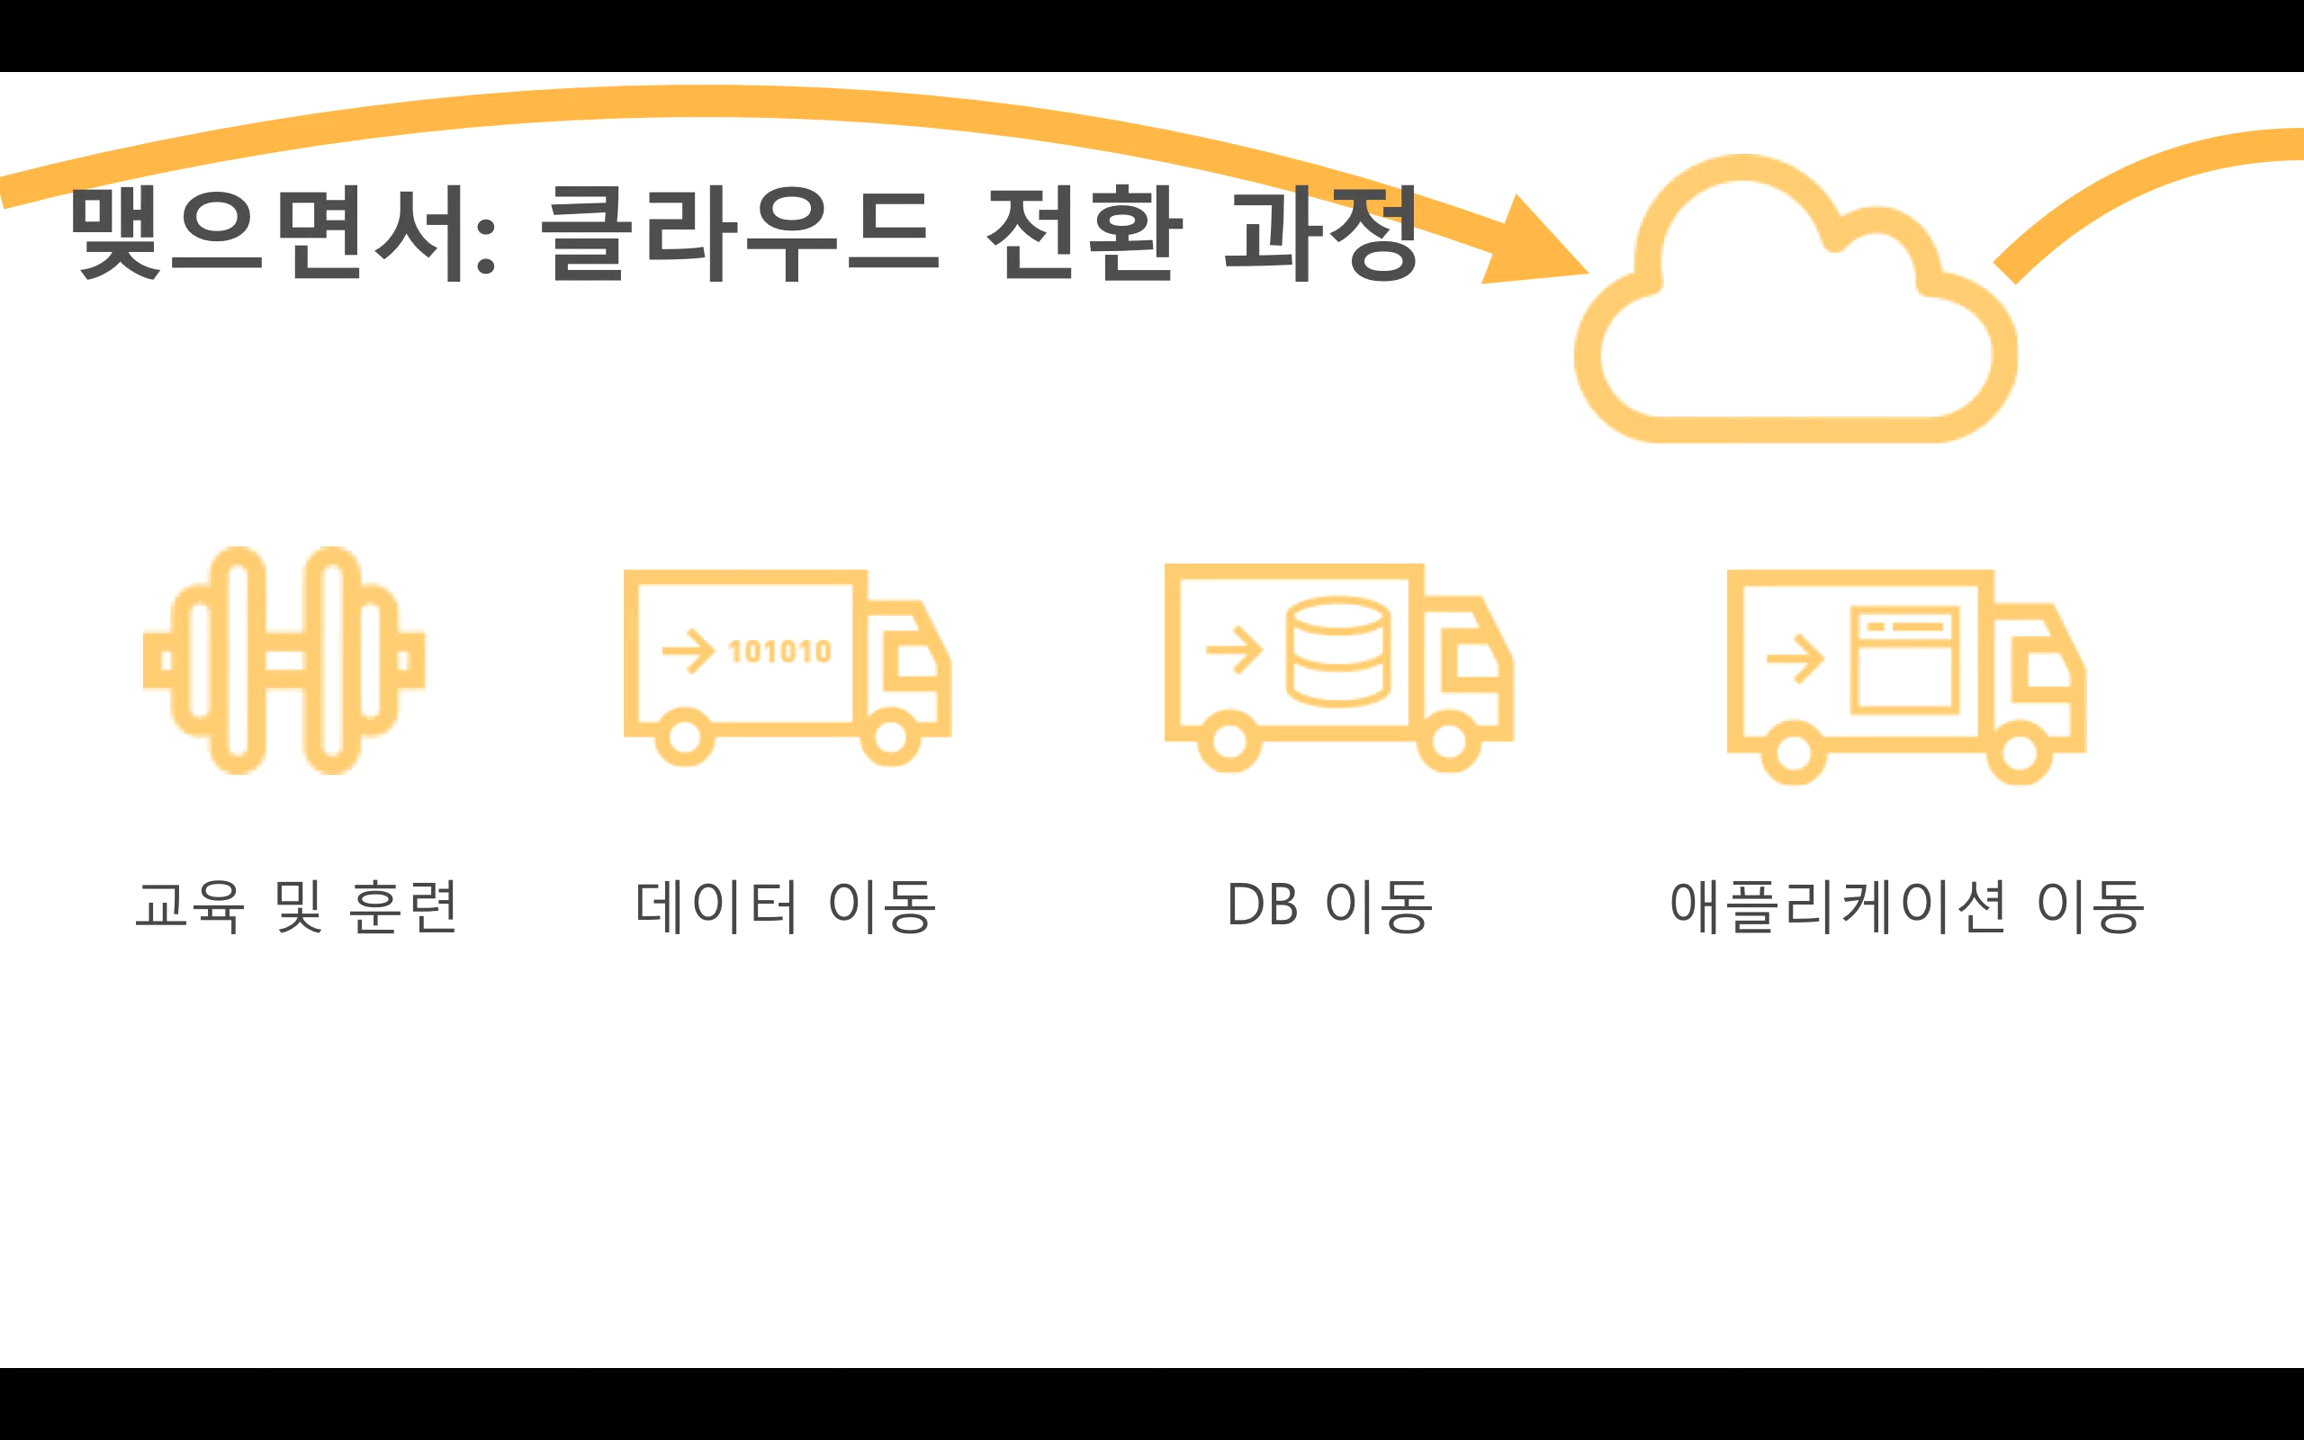 맺으면서: 클라우드 전환 과정
101010
교육 및 훈련
데이터 이동
DB 이동
애플리케이션 이동